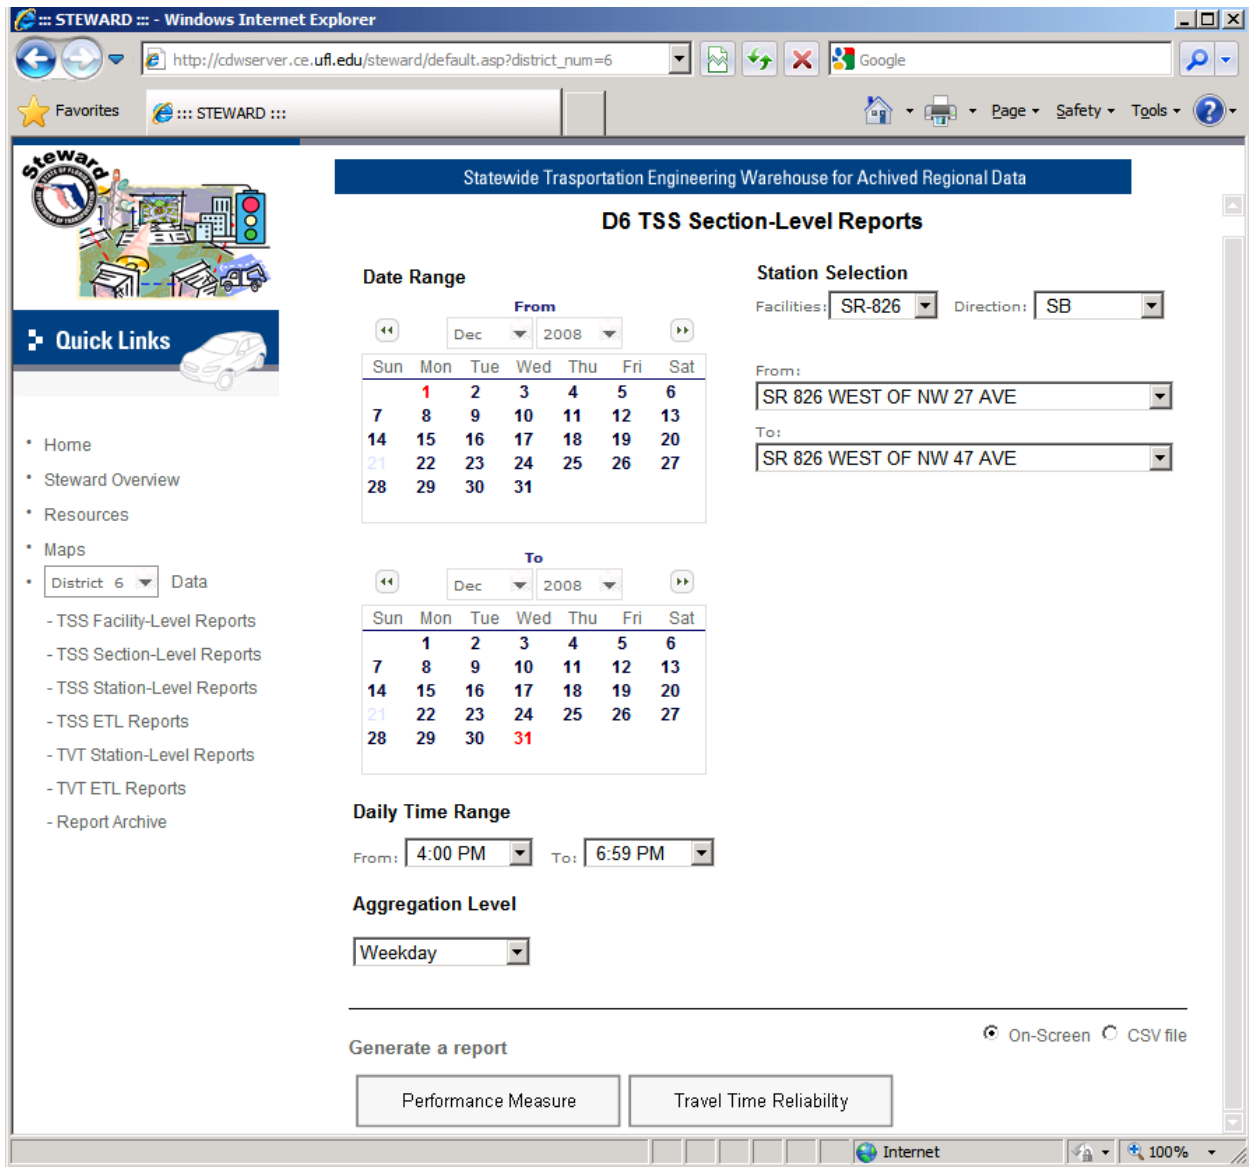 ::: STEWARD ::: - Windows Internet Explorer
http://cdwserver.ce.ufl.edu/steward/default.asp?district_num=6
Google
Favorites
::: STEWARD :::
Page
Safety
Tools
Steward
Statewide Trasportation Engineering Warehouse for Achived Regional Data
D6 TSS Section-Level Reports
Quick Links
Home
Steward Overview
Resources
Maps
District 6 Data
- TSS Facility-Level Reports
- TSS Section-Level Reports
- TSS Station-Level Reports
- TSS ETL Reports
- TVT Station-Level Reports
- TVT ETL Reports
- Report Archive
Date Range
From
Dec 2008
Sun Mon Tue Wed Thu Fri Sat
1 2 3 4 5 6
7 8 9 10 11 12 13
14 15 16 17 18 19 20
21 22 23 24 25 26 27
28 29 30 31
To
Dec 2008
Sun Mon Tue Wed Thu Fri Sat
1 2 3 4 5 6
7 8 9 10 11 12 13
14 15 16 17 18 19 20
21 22 23 24 25 26 27
28 29 30 31
Station Selection
Facilities: SR-826 Direction: SB
From:
SR 826 WEST OF NW 27 AVE
To:
SR 826 WEST OF NW 47 AVE
Daily Time Range
From: 4:00 PM To: 6:59 PM
Aggregation Level
Weekday
On-Screen CSV file
Generate a report
Performance Measure
Travel Time Reliability
Internet
100%